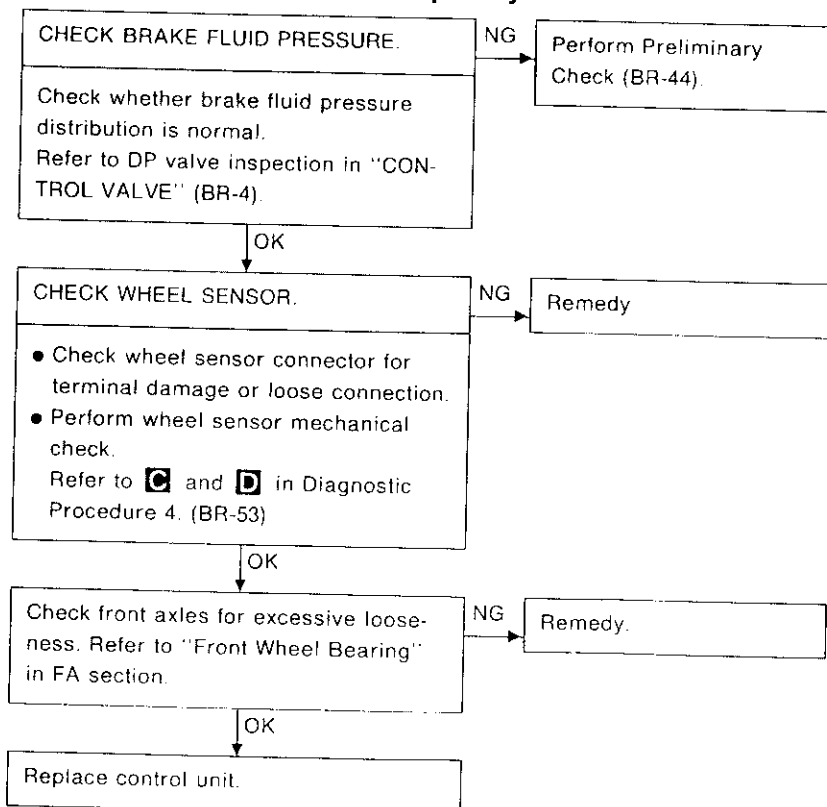 CHECK BRAKE FLUID PRESSURE.
NG
Perform Preliminary
Check (BR-44).
Check whether brake fluid pressure
distribution is normal.
Refer to DP valve inspection in "CON-
TROL VALVE" (BR-4).
OK
CHECK WHEEL SENSOR.
NG
Remedy
● Check wheel sensor connector for
terminal damage or loose connection.
● Perform wheel sensor mechanical
check.
Refer to C and D in Diagnostic
Procedure 4. (BR-53)
OK
Check front axles for excessive loose-
ness. Refer to "Front Wheel Bearing"
in FA section.
NG
Remedy.
OK
Replace control unit.